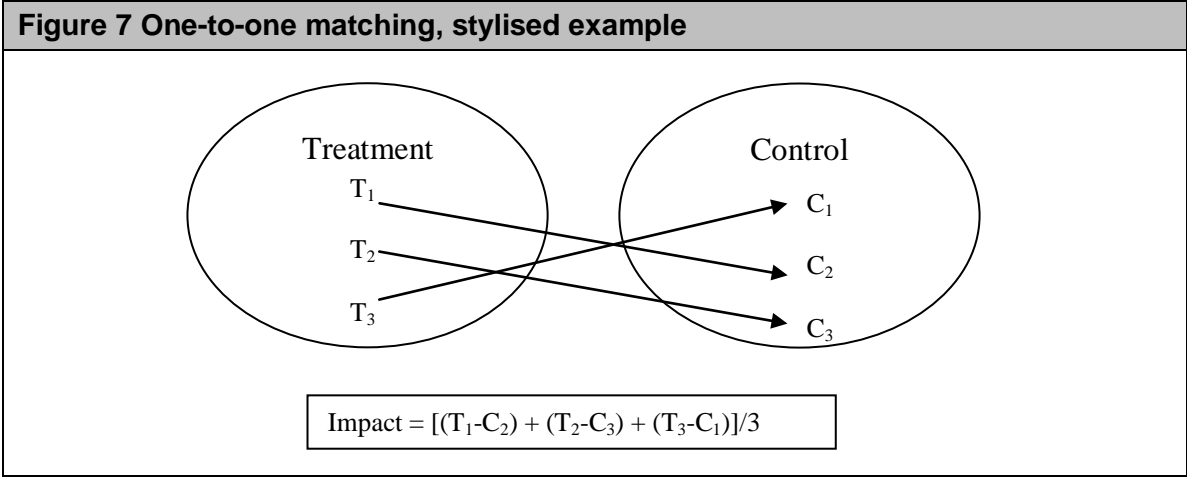 Figure 7 One-to-one matching, stylised example
Treatment
T₁
T₂
T₃
Control
C₁
C₂
C₃
Impact = [(T₁-C₂) + (T₂-C₃) + (T₃-C₁)]/3